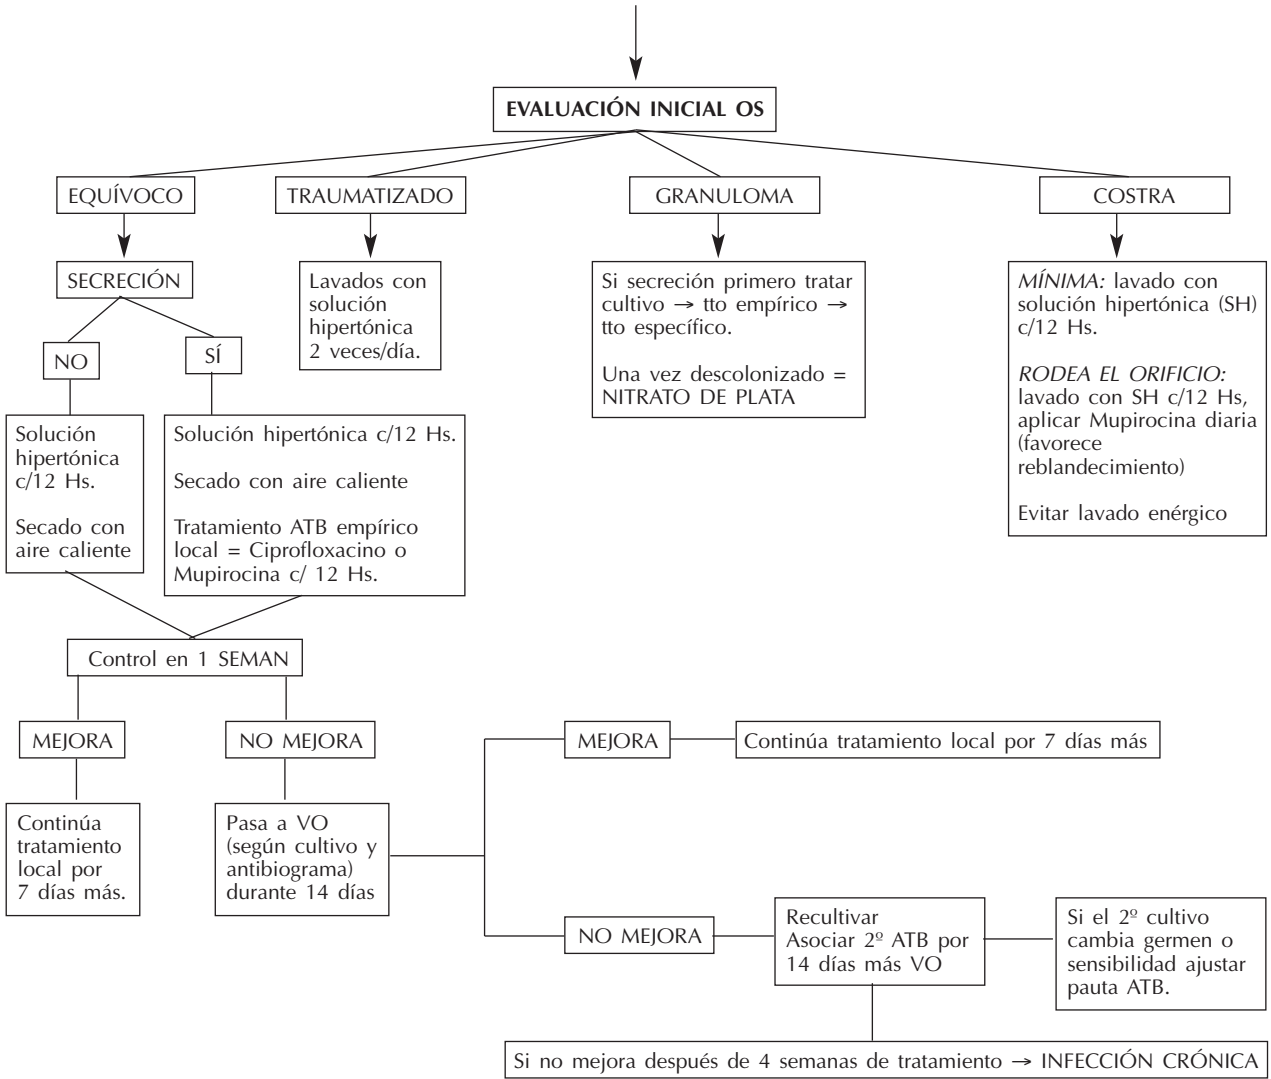 EVALUACIÓN INICIAL OS
EQUÍVOCO
TRAUMATIZADO
GRANULOMA
COSTRA
SECRECIÓN
NO
SÍ
Solución
hipertónica
c/12 Hs.
Secado con
aire caliente
Solución hipertónica c/12 Hs.
Secado con aire caliente
Tratamiento ATB empírico
local = Ciprofloxacino o
Mupirocina c/ 12 Hs.
Lavados con
solución
hipertónica
2 veces/día.
Si secreción primero tratar
cultivo → tto empírico →
tto específico.
Una vez descolonizado =
NITRATO DE PLATA
MÍNIMA: lavado con
solución hipertónica (SH)
c/12 Hs.
RODEA EL ORIFICIO:
lavado con SH c/12 Hs,
aplicar Mupirocina diaria
(favorece
reblandecimiento)
Evitar lavado enérgico
Control en 1 SEMAN
MEJORA
NO MEJORA
Continúa
tratamiento
local por
7 días más.
Pasa a VO
(según cultivo y
antibiograma)
durante 14 días
MEJORA
Continúa tratamiento local por 7 días más
NO MEJORA
Recultivar
Asociar 2º ATB por
14 días más VO
Si el 2º cultivo
cambia germen o
sensibilidad ajustar
pauta ATB.
Si no mejora después de 4 semanas de tratamiento → INFECCIÓN CRÓNICA